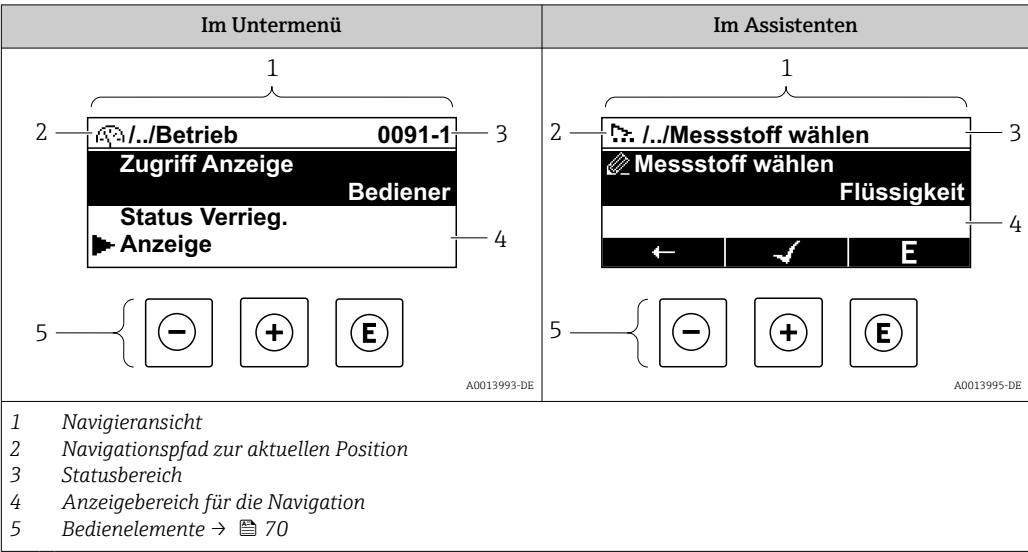 Im Untermenü
Im Assistenten
1
2
/../Betrieb 0091-1
3
Zugriff Anzeige
Bediener
Status Verrieg.
Anzeige
4
5
- + E
A0013993-DE
1
2
/../Messstoff wählen
3
Messstoff wählen
Flüssigkeit
4
← ✓ E
5
- + E
A0013995-DE
1 Navigieransicht
2 Navigationspfad zur aktuellen Position
3 Statusbereich
4 Anzeigebereich für die Navigation
5 Bedienelemente → 70